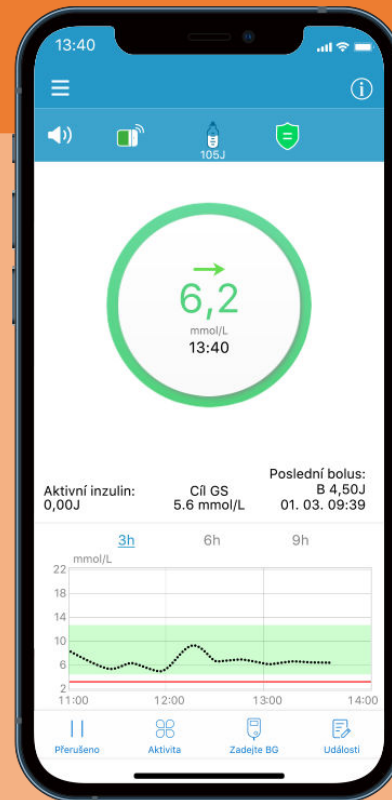 13:40
105J
6,2
mmol/L
13:40
Aktivní inzulin:
0,00J
Cíl GS
5.6 mmol/L
Poslední bolus:
B 4,50J
01. 03. 09:39
3h
6h
9h
mmol/L
22
18
14
10
6
2
11:00
12:00
13:00
14:00
Přerušeno
Aktivita
Zadejte BG
Události